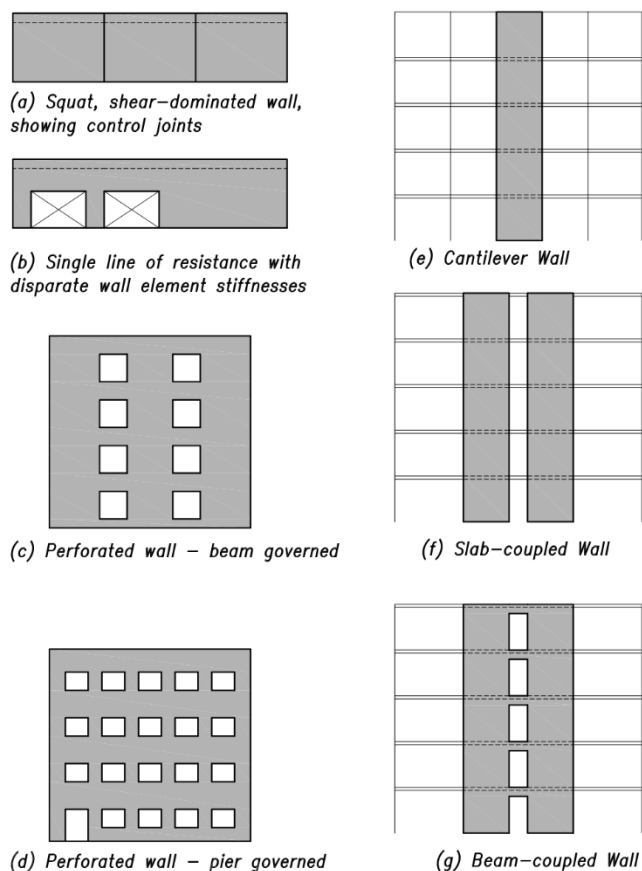 (a) Squat, shear-dominated wall,
showing control joints
(b) Single line of resistance with
disparate wall element stiffnesses
(c) Perforated wall - beam governed
(d) Perforated wall - pier governed
(e) Cantilever Wall
(f) Slab-coupled Wall
(g) Beam-coupled Wall